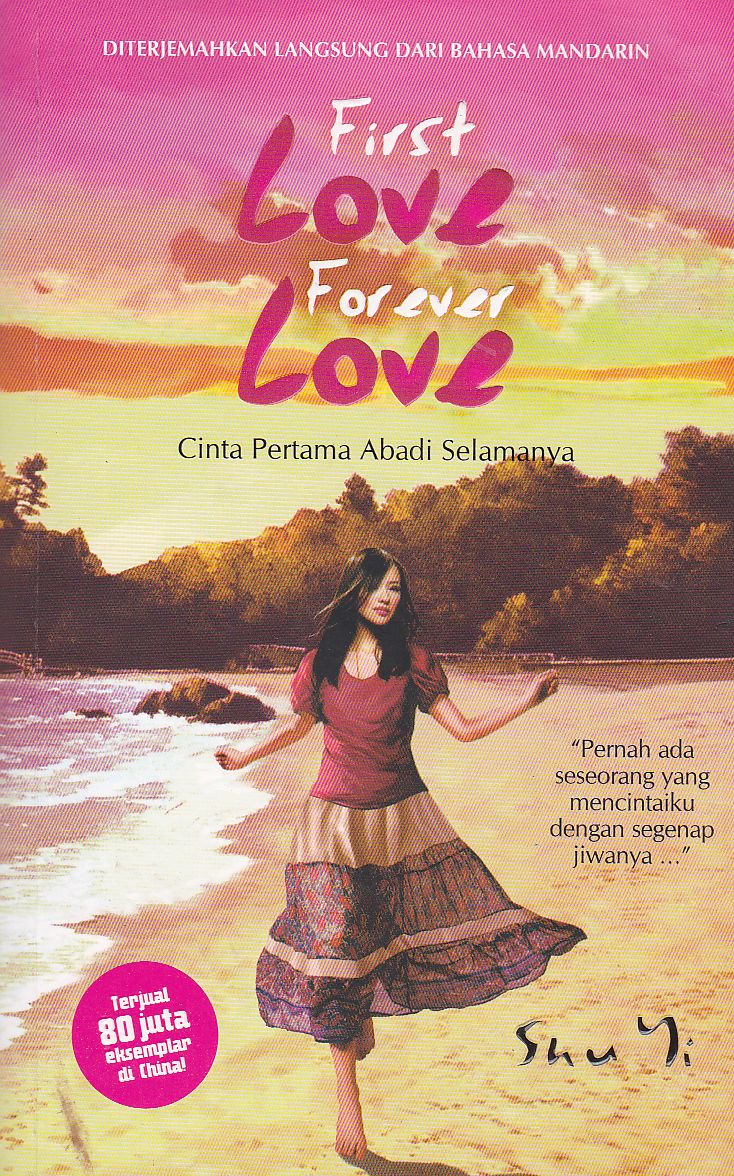 DITERJEMAHKAN LANGSUNG DARI BAHASA MANDARIN
First
Love
Forever
Love
Cinta Pertama Abadi Selamanya
“Pernah ada
seseorang yang
mencintaiku
dengan segenap
jiwanya ...”
Terjual
80 juta
eksemplar
di China!
Shu Yi